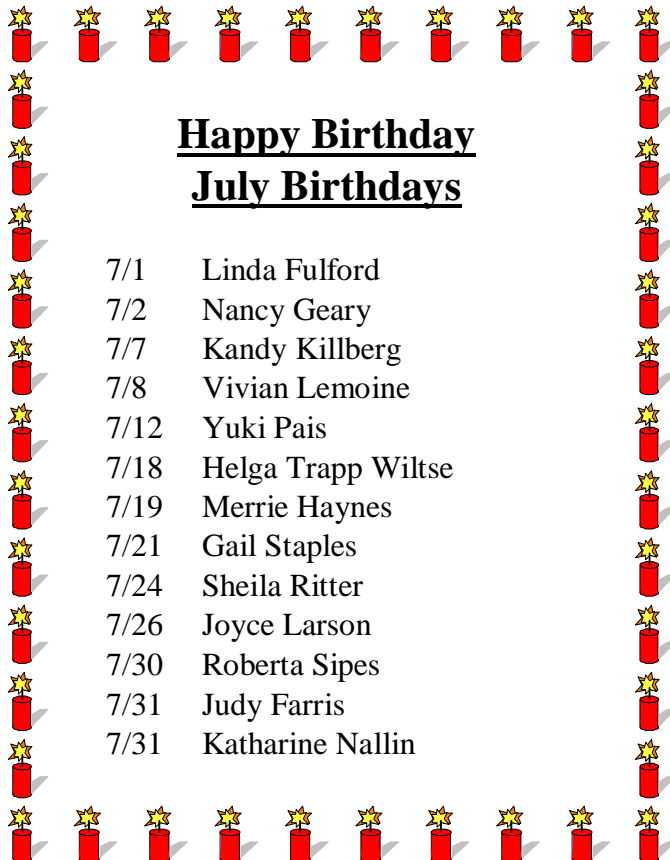 Happy Birthday
July Birthdays
7/1 Linda Fulford
7/2 Nancy Geary
7/7 Kandy Killberg
7/8 Vivian Lemoine
7/12 Yuki Pais
7/18 Helga Trapp Wiltse
7/19 Merrie Haynes
7/21 Gail Staples
7/24 Sheila Ritter
7/26 Joyce Larson
7/30 Roberta Sipes
7/31 Judy Farris
7/31 Katharine Nallin